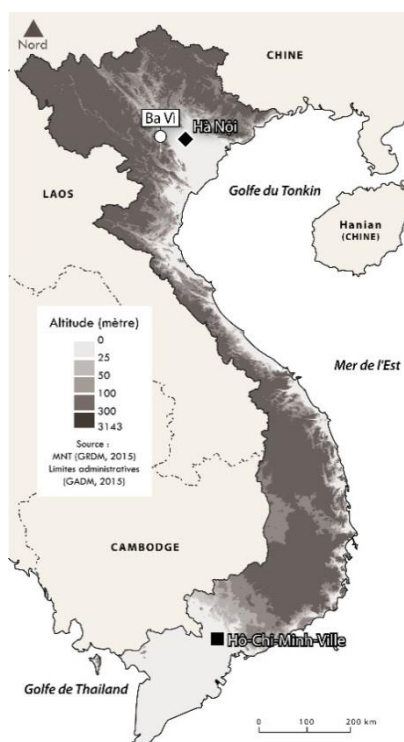 Nord
CHINE
Ba Vì
Hà Nội
LAOS
Golfe du Tonkin
Hanian
(CHINE)
Altitude (mètre)
0
25
50
100
300
3143
Source :
MNT (GRDM, 2015)
Limites administratives
(GADM, 2015)
Mer de l'Est
CAMBODGE
Hô-Chi-Minh-Ville
Golfe de Thailand
0 100 200 km